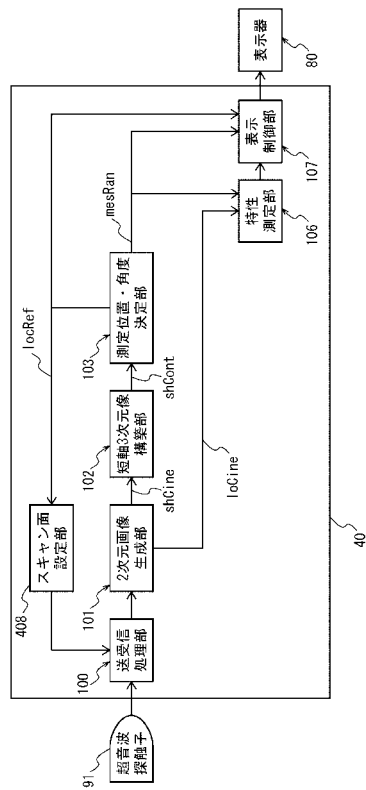 超音波
探触子
91
送受信
処理部
100
スキャン面
設定部
408
2次元画像
生成部
101
shCine
短軸3次元像
構築部
102
shCont
測定位置・角度
決定部
103
locRef
mesRan
loCine
特性
測定部
106
表示
制御部
107
表示器
80
40